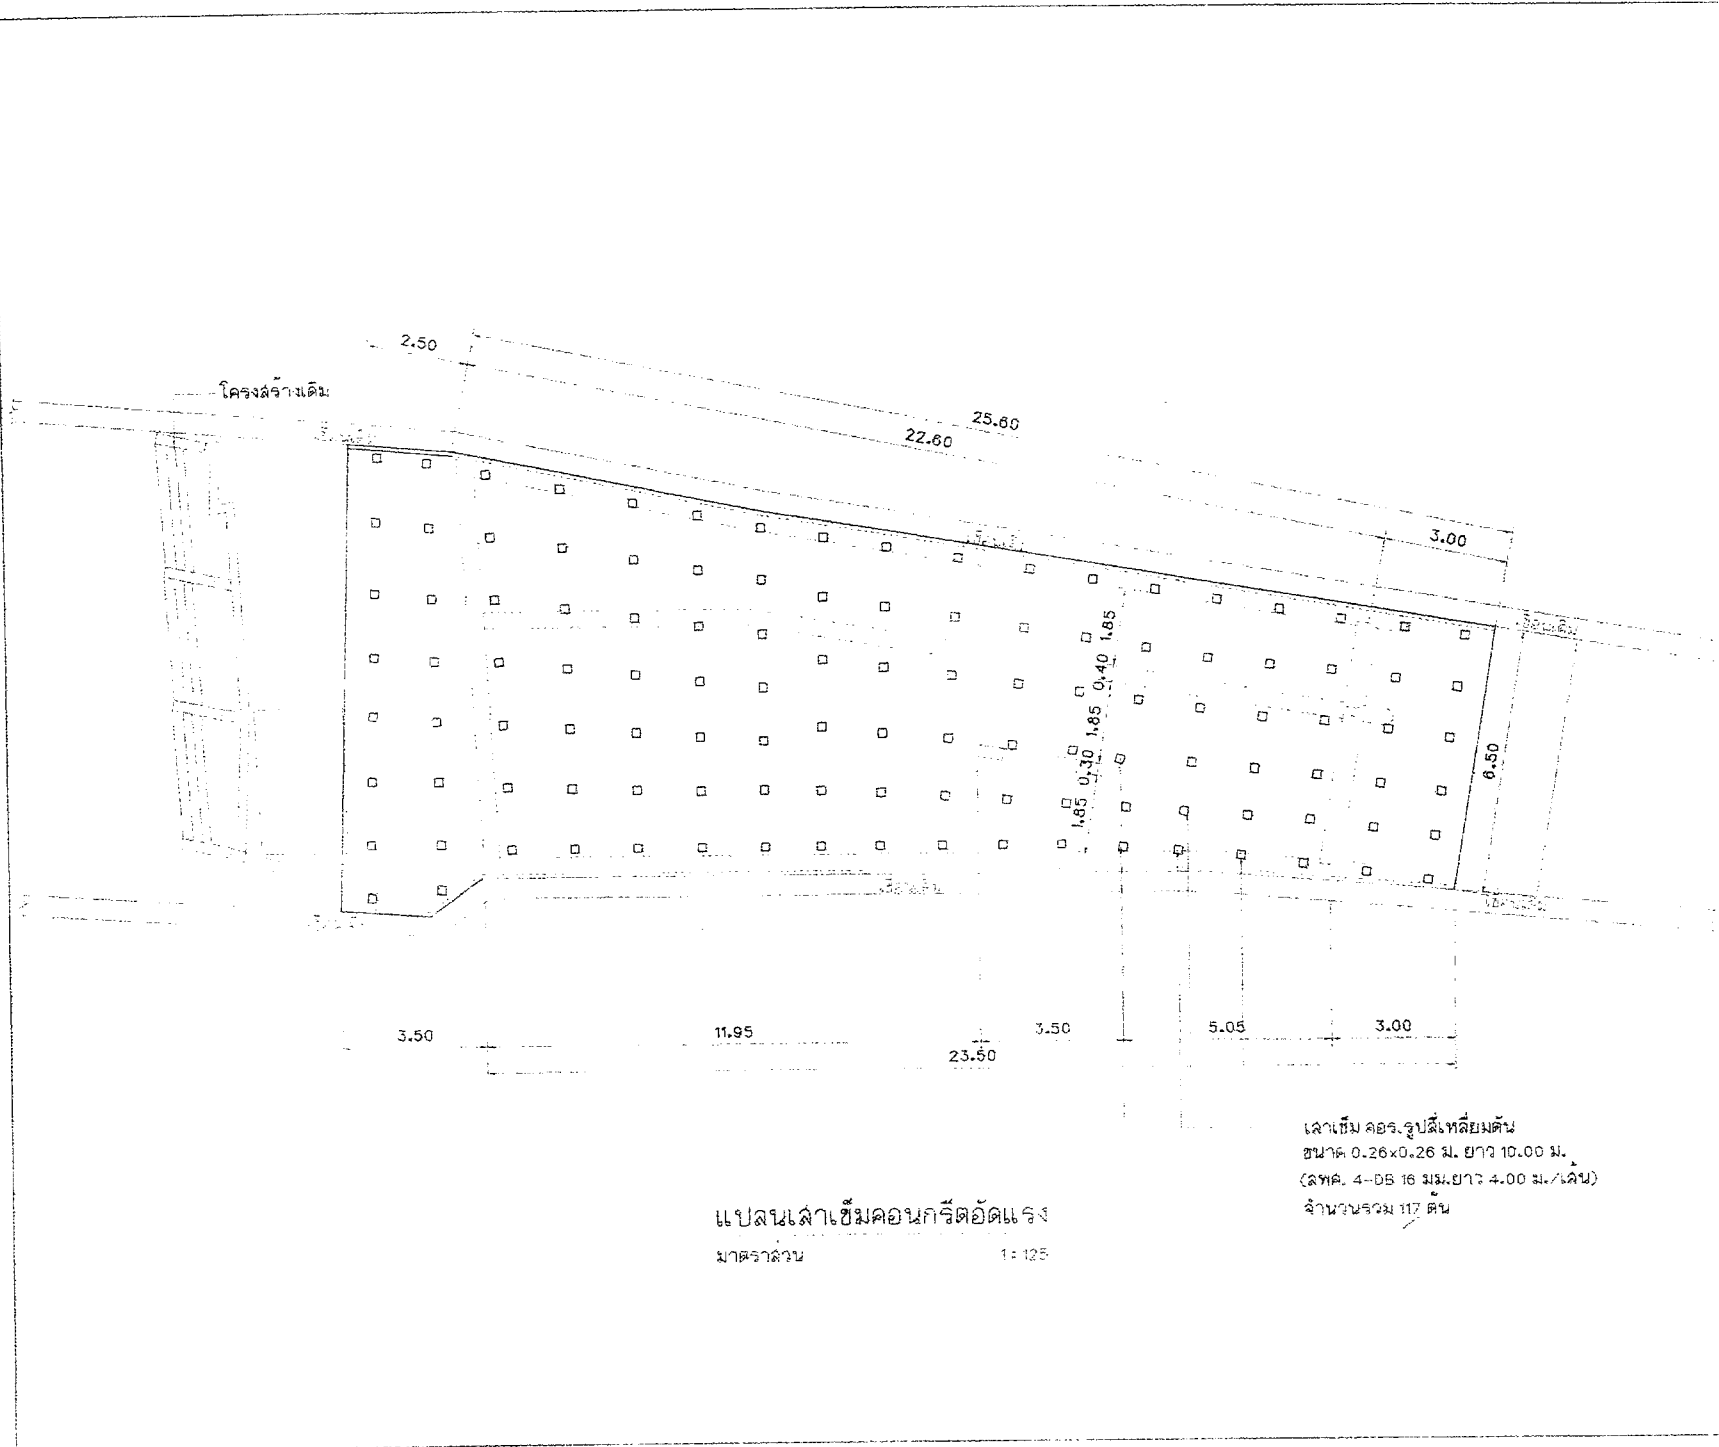 2.50
โครงสร้างเดิม
25.60
22.60
3.00
1.85
0.40
1.85
0.30
1.85
6.50
3.50
11.95
3.50
5.05
3.00
23.50
เสาเข็ม คอร.รูปสี่เหลี่ยมตัน
ขนาด 0.26x0.26 ม. ยาว 10.00 ม.
(สพศ. 4-DB 16 มม.ยาว 4.00 ม./เส้น)
จำนวนรวม 117 ต้น
แปลนเสาเข็มคอนกรีตอัดแรง
มาตราส่วน 1:125